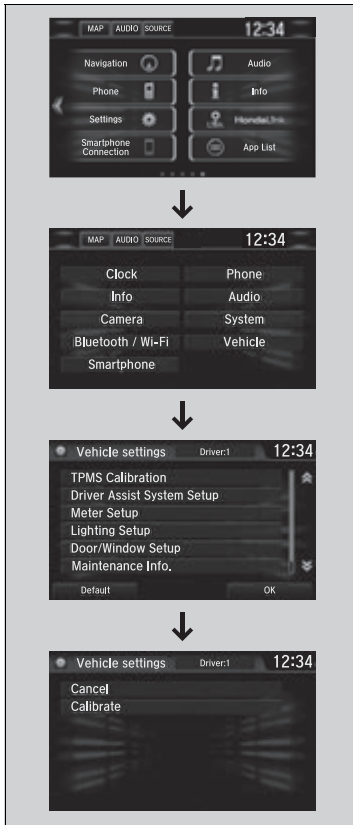 MAP AUDIO SOURCE 12:34
Navigation Audio
Phone Info
Settings HondaLink
Smartphone
Connection App List
MAP AUDIO SOURCE 12:34
Clock Phone
Info Audio
Camera System
Bluetooth / Wi-Fi Vehicle
Smartphone
Vehicle settings Driver:1 12:34
TPMS Calibration
Driver Assist System Setup
Meter Setup
Lighting Setup
Door/Window Setup
Maintenance Info.
Default OK
Vehicle settings Driver:1 12:34
Cancel
Calibrate